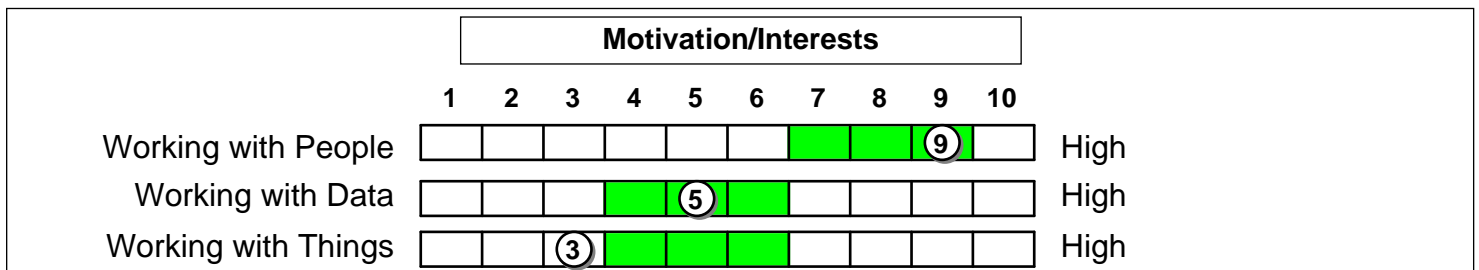 Motivation/Interests
1 2 3 4 5 6 7 8 9 10
Working with People 9 High
Working with Data 5 High
Working with Things 3 High